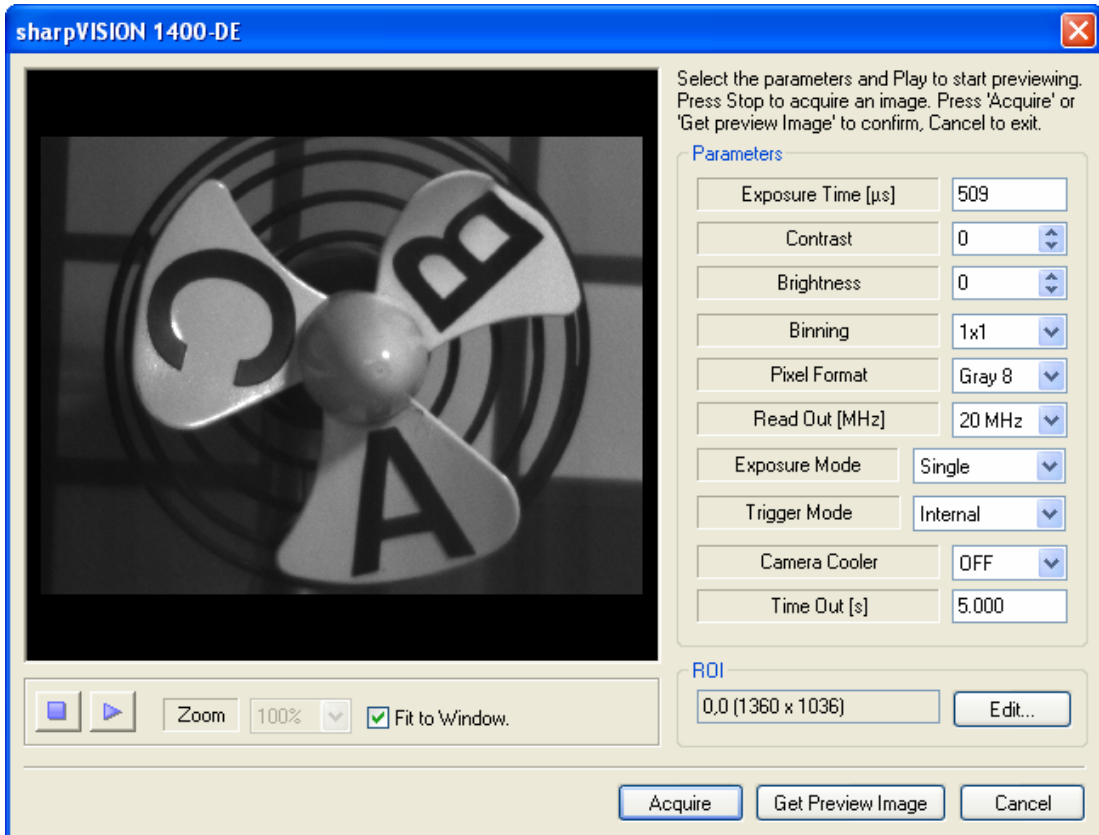 sharpVISION 1400-DE
Select the parameters and Play to start previewing.
Press Stop to acquire an image. Press 'Acquire' or
'Get preview Image' to confirm, Cancel to exit.
Parameters
Exposure Time [µs] 509
Contrast 0
Brightness 0
Binning 1x1
Pixel Format Gray 8
Read Out [MHz] 20 MHz
Exposure Mode Single
Trigger Mode Internal
Camera Cooler OFF
Time Out [s] 5.000
C
B
A
Zoom 100% Fit to Window.
ROI
0,0 (1360 x 1036) Edit...
Acquire Get Preview Image Cancel